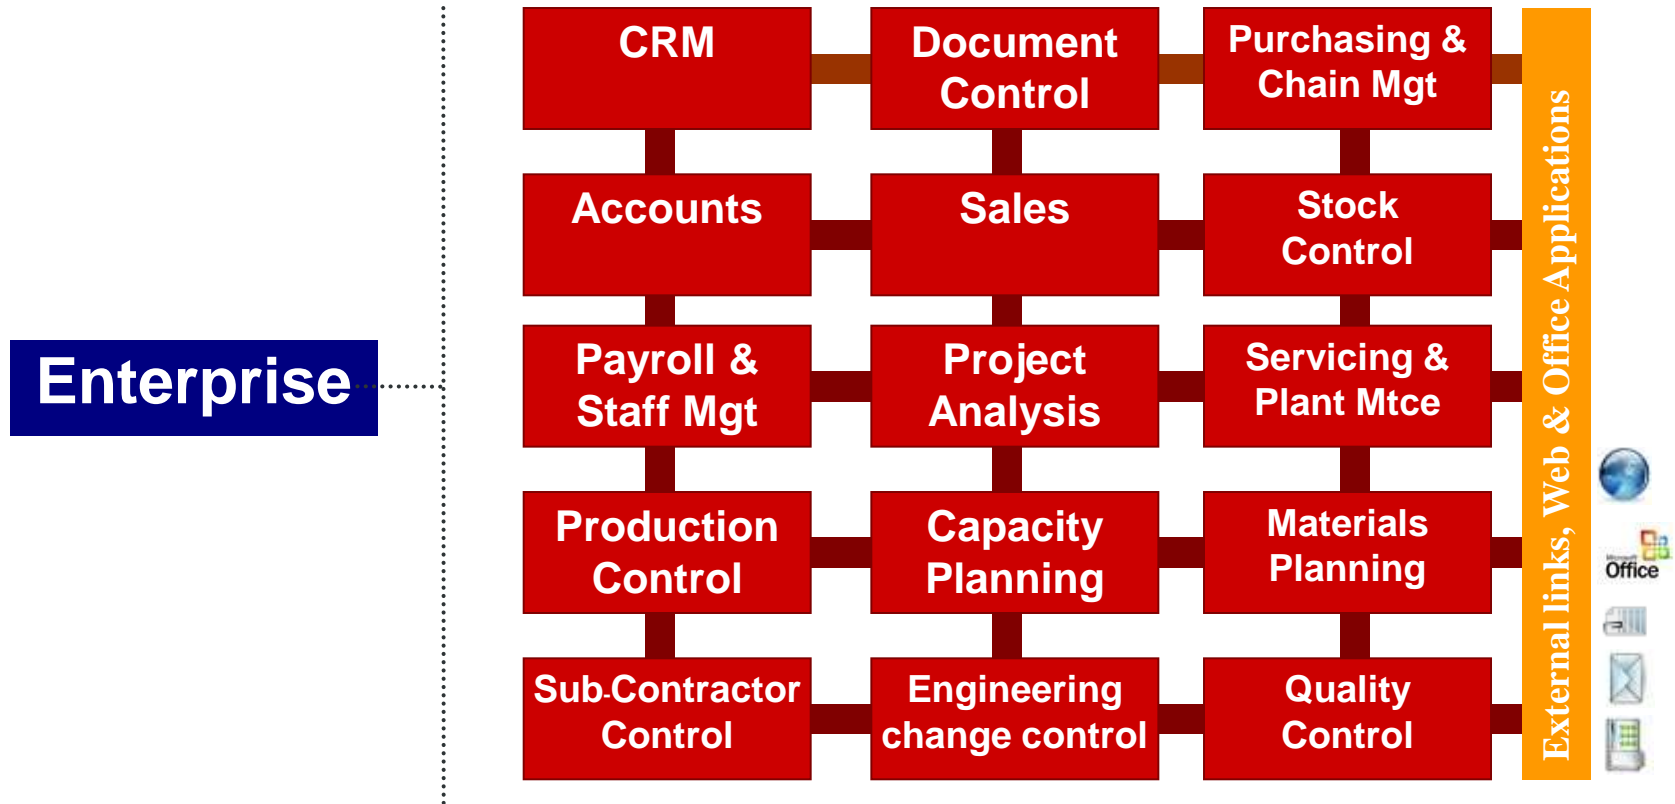 CRM
Document
Control
Purchasing &
Chain Mgt
Accounts
Sales
Stock
Control
Enterprise
Payroll &
Staff Mgt
Project
Analysis
Servicing &
Plant Mtce
Production
Control
Capacity
Planning
Materials
Planning
Sub-Contractor
Control
Engineering
change control
Quality
Control
External links, Web & Office Applications
Microsoft
Office